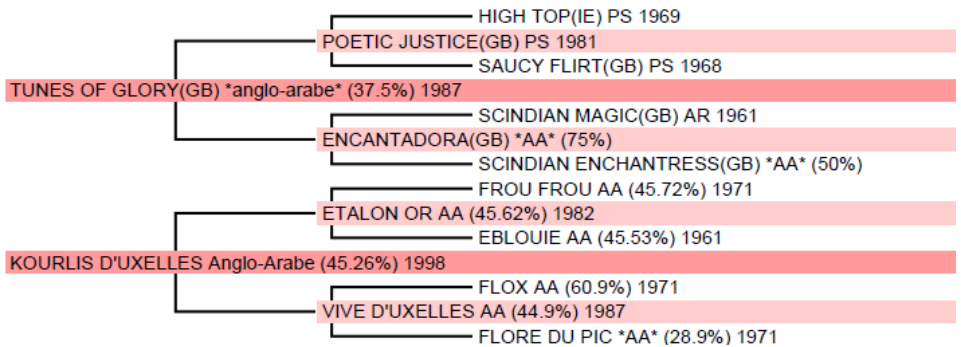 HIGH TOP(IE) PS 1969
POETIC JUSTICE(GB) PS 1981
SAUCY FLIRT(GB) PS 1968
TUNES OF GLORY(GB) *anglo-arabe* (37.5%) 1987
SCINDIAN MAGIC(GB) AR 1961
ENCANTADORA(GB) *AA* (75%)
SCINDIAN ENCHANTRESS(GB) *AA* (50%)
FROU FROU AA (45.72%) 1971
ETALON OR AA (45.62%) 1982
EBLOUIE AA (45.53%) 1961
KOURLIS D'UXELLES Anglo-Arabe (45.26%) 1998
FLOX AA (60.9%) 1971
VIVE D'UXELLES AA (44.9%) 1987
FLORE DU PIC *AA* (28.9%) 1971